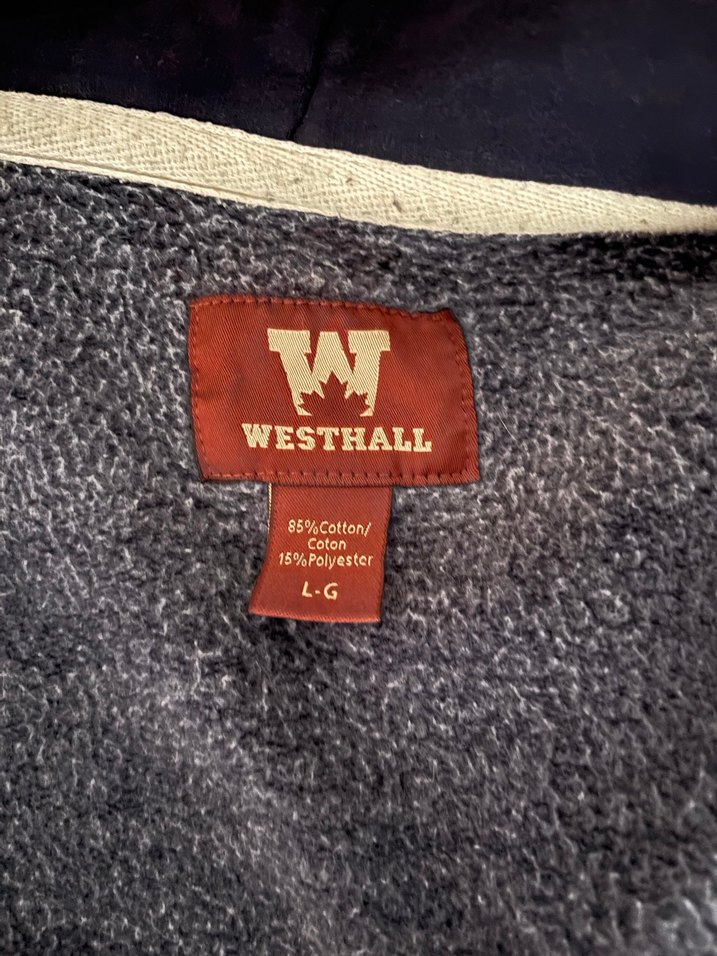 W
WESTHALL
85%Cotton/
Coton
15%Polyester
L-G